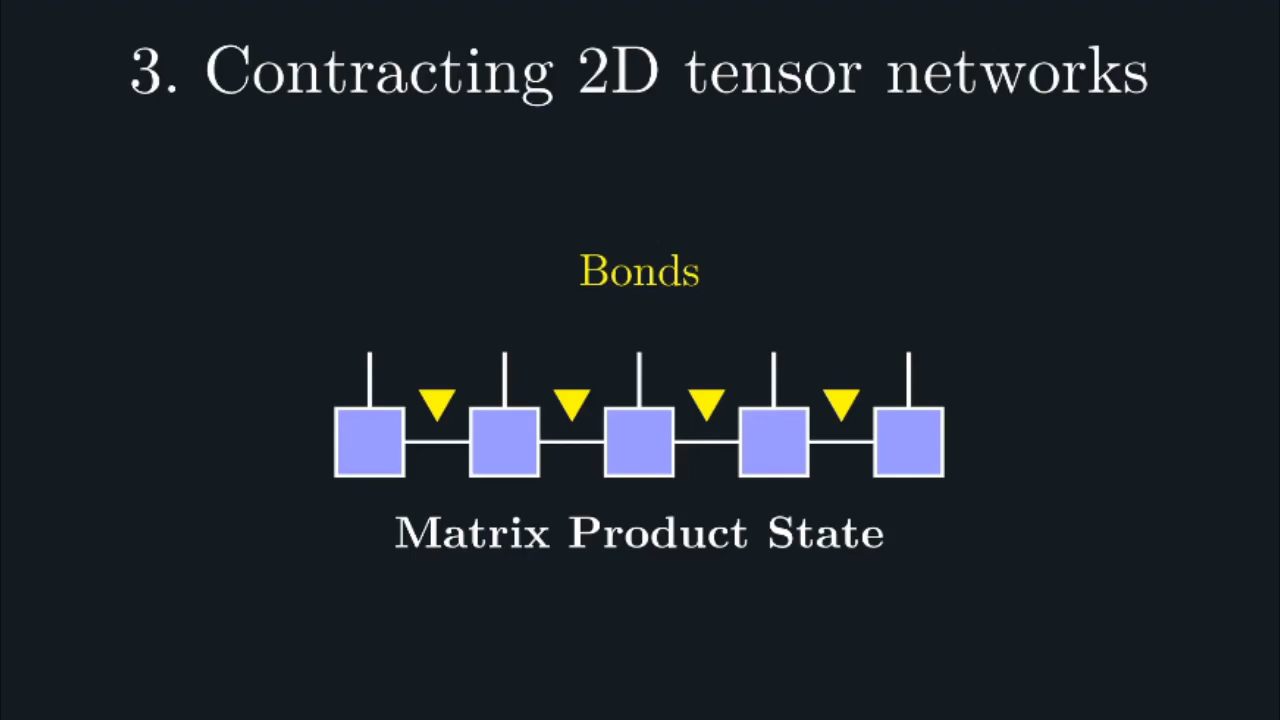 3. Contracting 2D tensor networks
Bonds
Matrix Product State